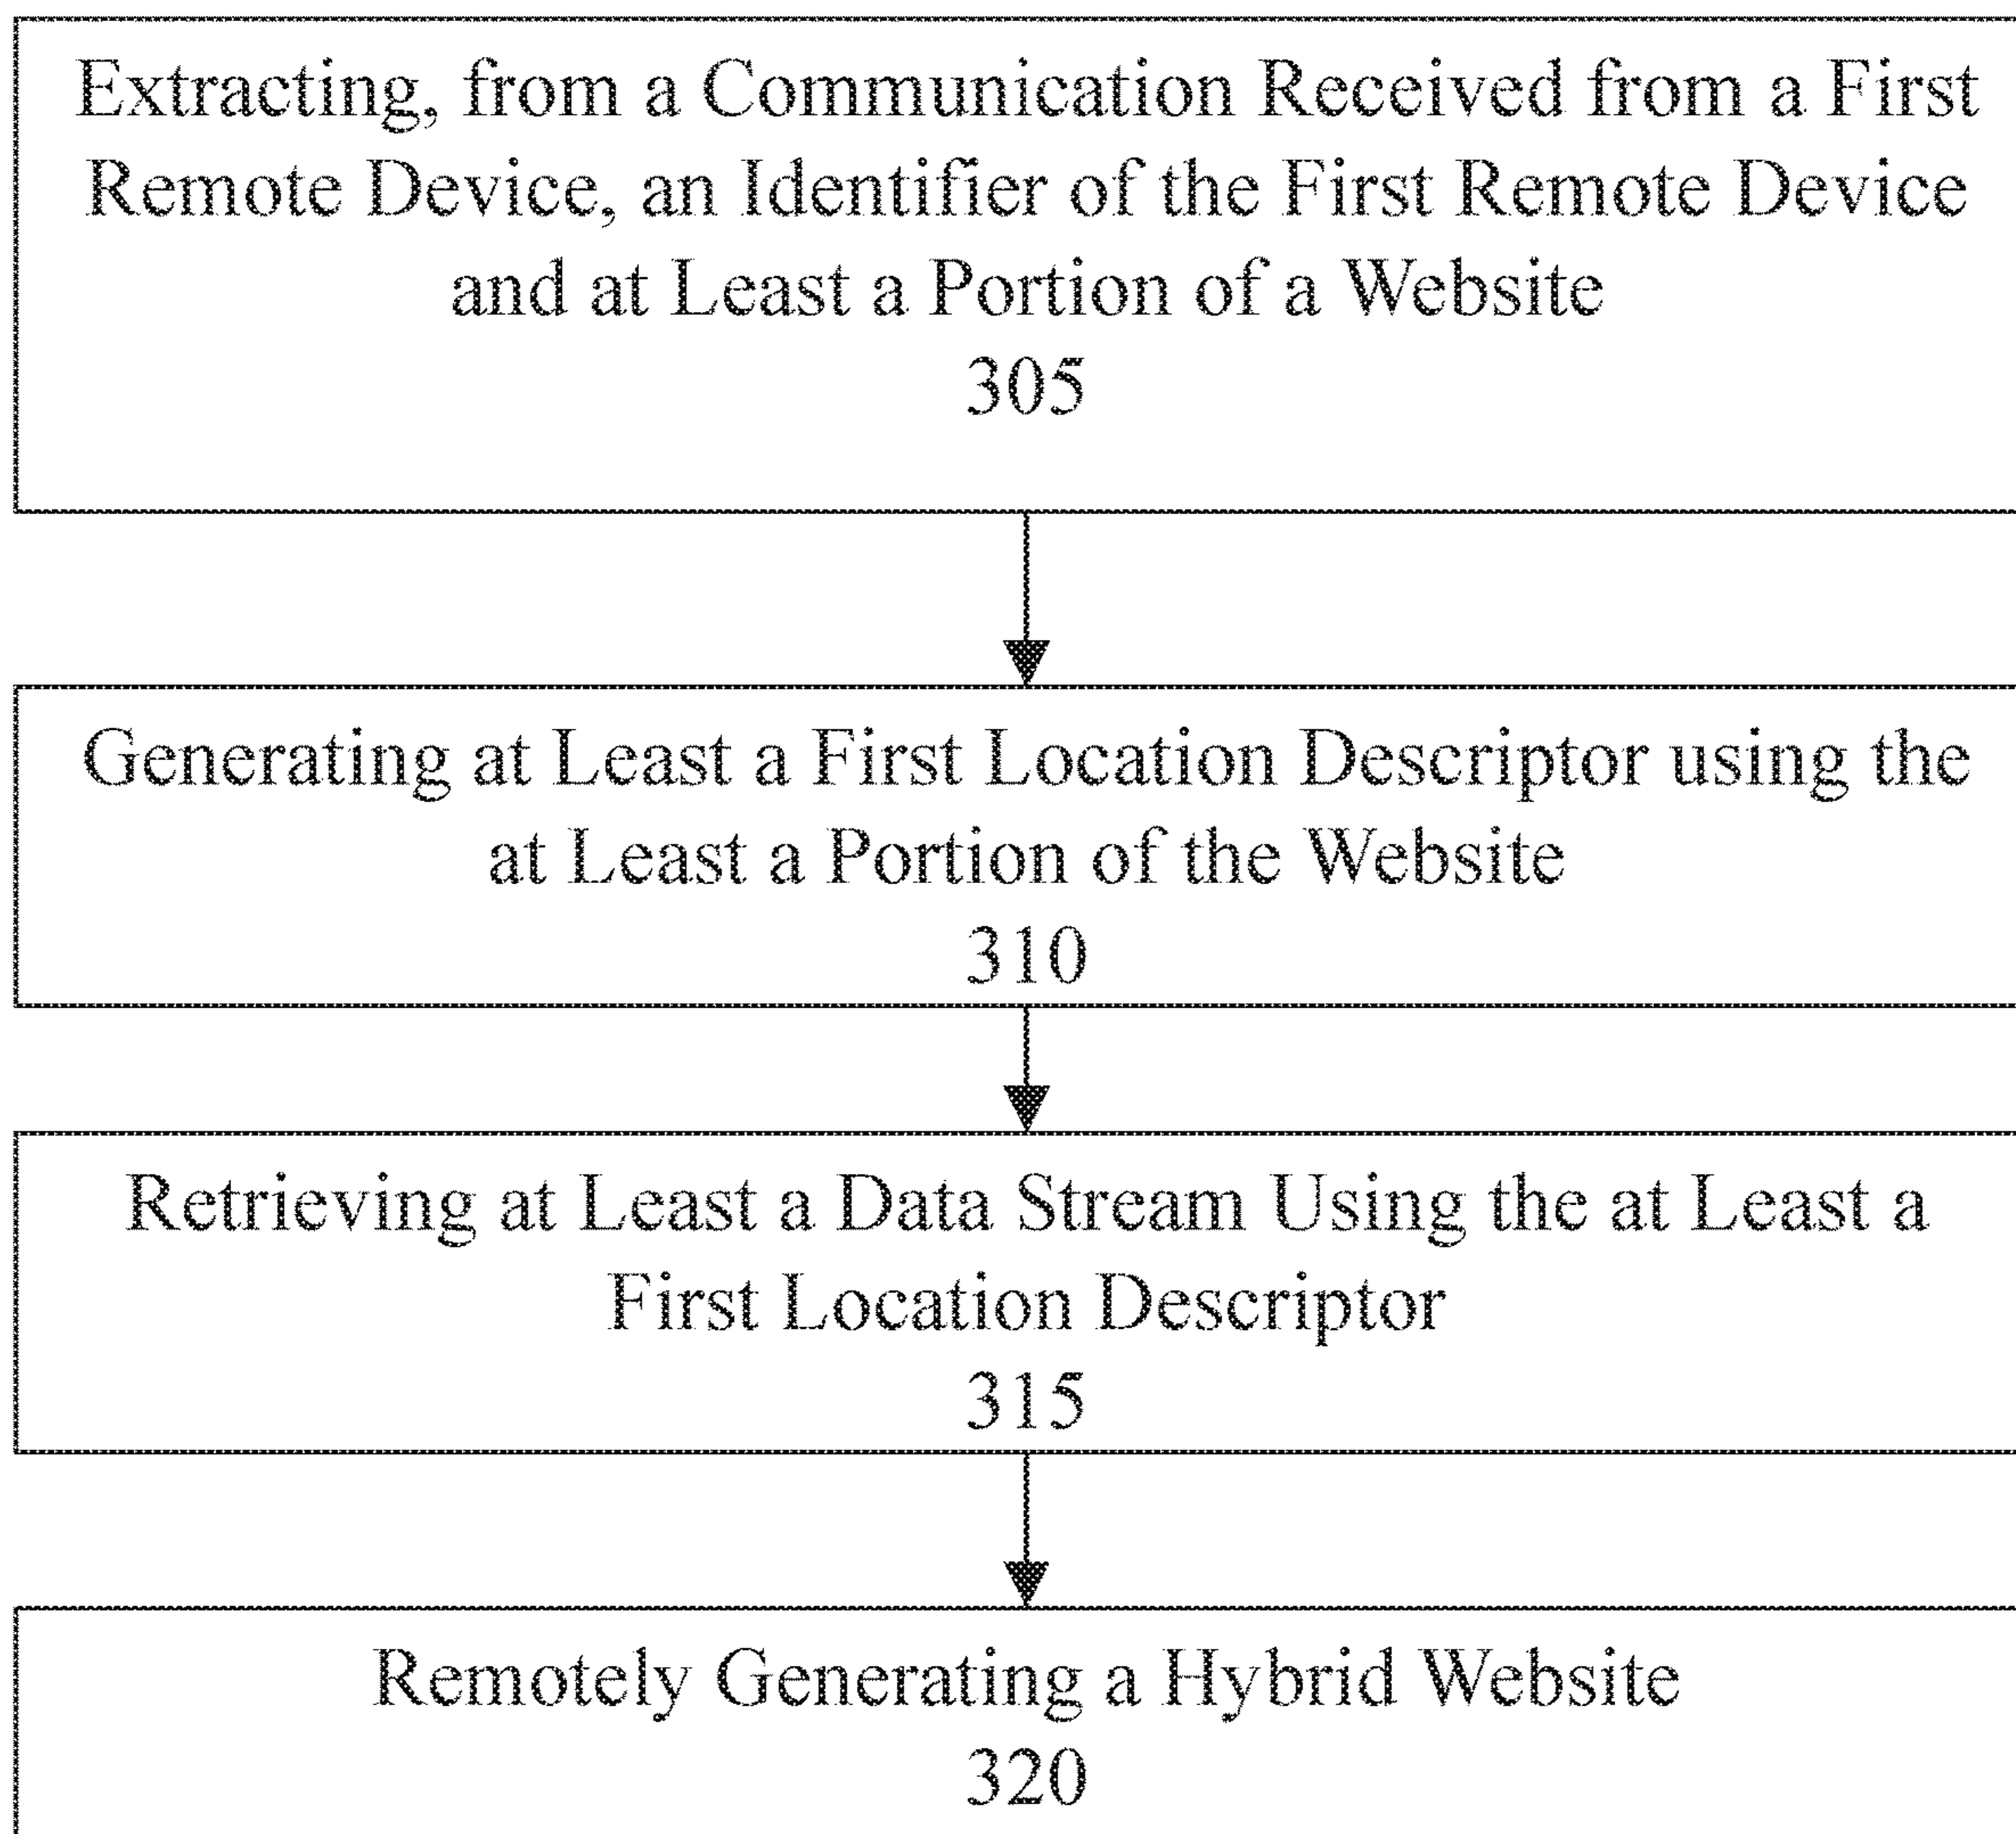 Extracting, from a Communication Received from a First
Remote Device, an Identifier of the First Remote Device
and at Least a Portion of a Website
305
Generating at Least a First Location Descriptor using the
at Least a Portion of the Website
310
Retrieving at Least a Data Stream Using the at Least a
First Location Descriptor
315
Remotely Generating a Hybrid Website
320